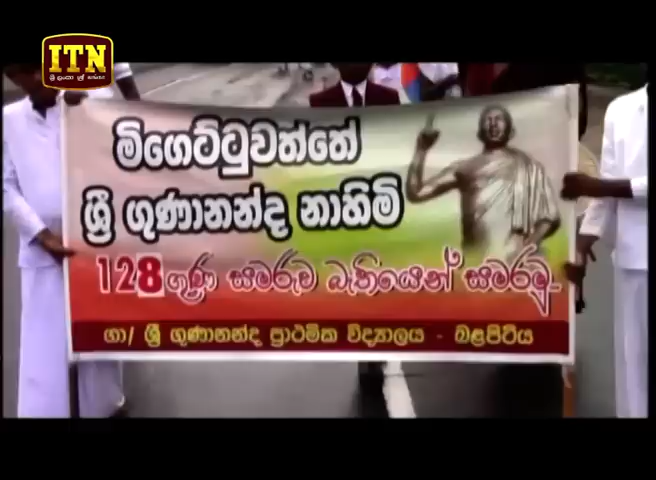 ITN
මිගෙට්ටුවත්තේ
ශ්‍රී ගුණානන්ද නාහිමි
128 ගුණ සමරුව බැතියෙන් සමරමු..
ගා/ ශ්‍රී ගුණානන්ද ප්‍රාථමික විද්‍යාලය - බළපිටිය